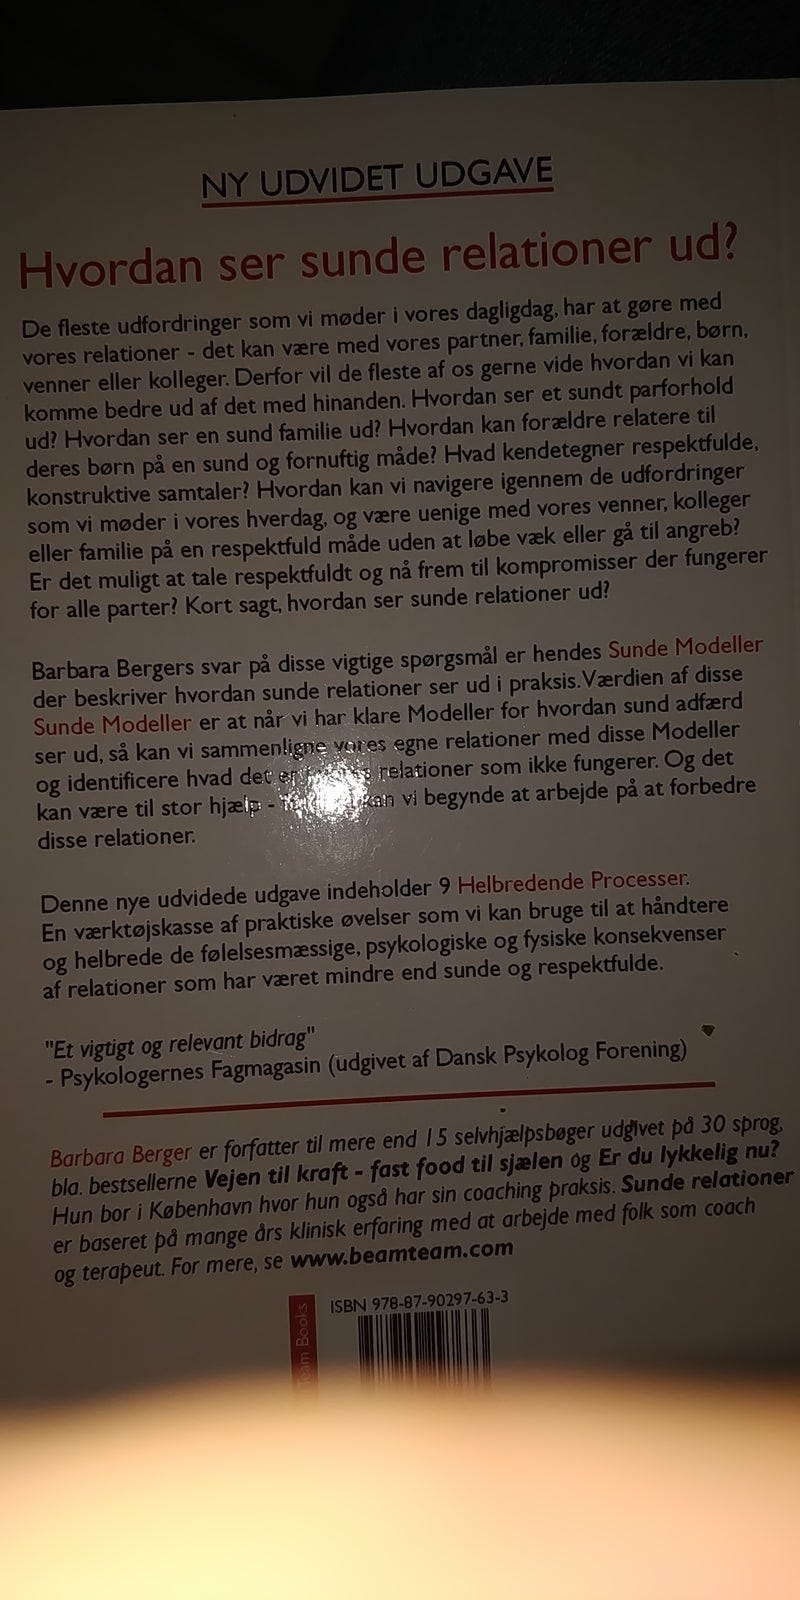 NY UDVIDET UDGAVE
Hvordan ser sunde relationer ud?
De fleste udfordringer som vi møder i vores dagligdag, har at gøre med
vores relationer - det kan være med vores partner, familie, forældre, børn,
venner eller kolleger. Derfor vil de fleste af os gerne vide hvordan vi kan
komme bedre ud af det med hinanden. Hvordan ser et sundt parforhold
ud? Hvordan ser en sund familie ud? Hvordan kan forældre relatere til
deres børn på en sund og fornuftig måde? Hvad kendetegner respektfulde,
konstruktive samtaler? Hvordan kan vi navigere igennem de udfordringer
som vi møder i vores hverdag, og være uenige med vores venner, kolleger
eller familie på en respektfuld måde uden at løbe væk eller gå til angreb?
Er det muligt at tale respektfuldt og nå frem til kompromisser der fungerer
for alle parter? Kort sagt, hvordan ser sunde relationer ud?
Barbara Bergers svar på disse vigtige spørgsmål er hendes Sunde Modeller
der beskriver hvordan sunde relationer ser ud i praksis. Værdien af disse
Sunde Modeller er at når vi har klare Modeller for hvordan sund adfærd
ser ud, så kan vi sammenligne vores egne relationer med disse Modeller
og identificere hvad det er relationer som ikke fungerer. Og det
kan være til stor hjælp - kan vi begynde at arbejde på at forbedre
disse relationer.
Denne nye udvidede udgave indeholder 9 Helbredende Processer.
En værktøjskasse af praktiske øvelser som vi kan bruge til at håndtere
og helbrede de følelsesmæssige, psykologiske og fysiske konsekvenser
af relationer som har været mindre end sunde og respektfulde.
"Et vigtigt og relevant bidrag"
- Psykologernes Fagmagasin (udgivet af Dansk Psykolog Forening)
Barbara Berger er forfatter til mere end 15 selvhjælpsbøger udgivet på 30 sprog,
bla. bestsellerne Vejen til kraft - fast food til sjælen og Er du lykkelig nu?
Hun bor i København hvor hun også har sin coaching praksis. Sunde relationer
er baseret på mange års klinisk erfaring med at arbejde med folk som coach
og terapeut. For mere, se www.beamteam.com
ISBN 978-87-90297-63-3
Books